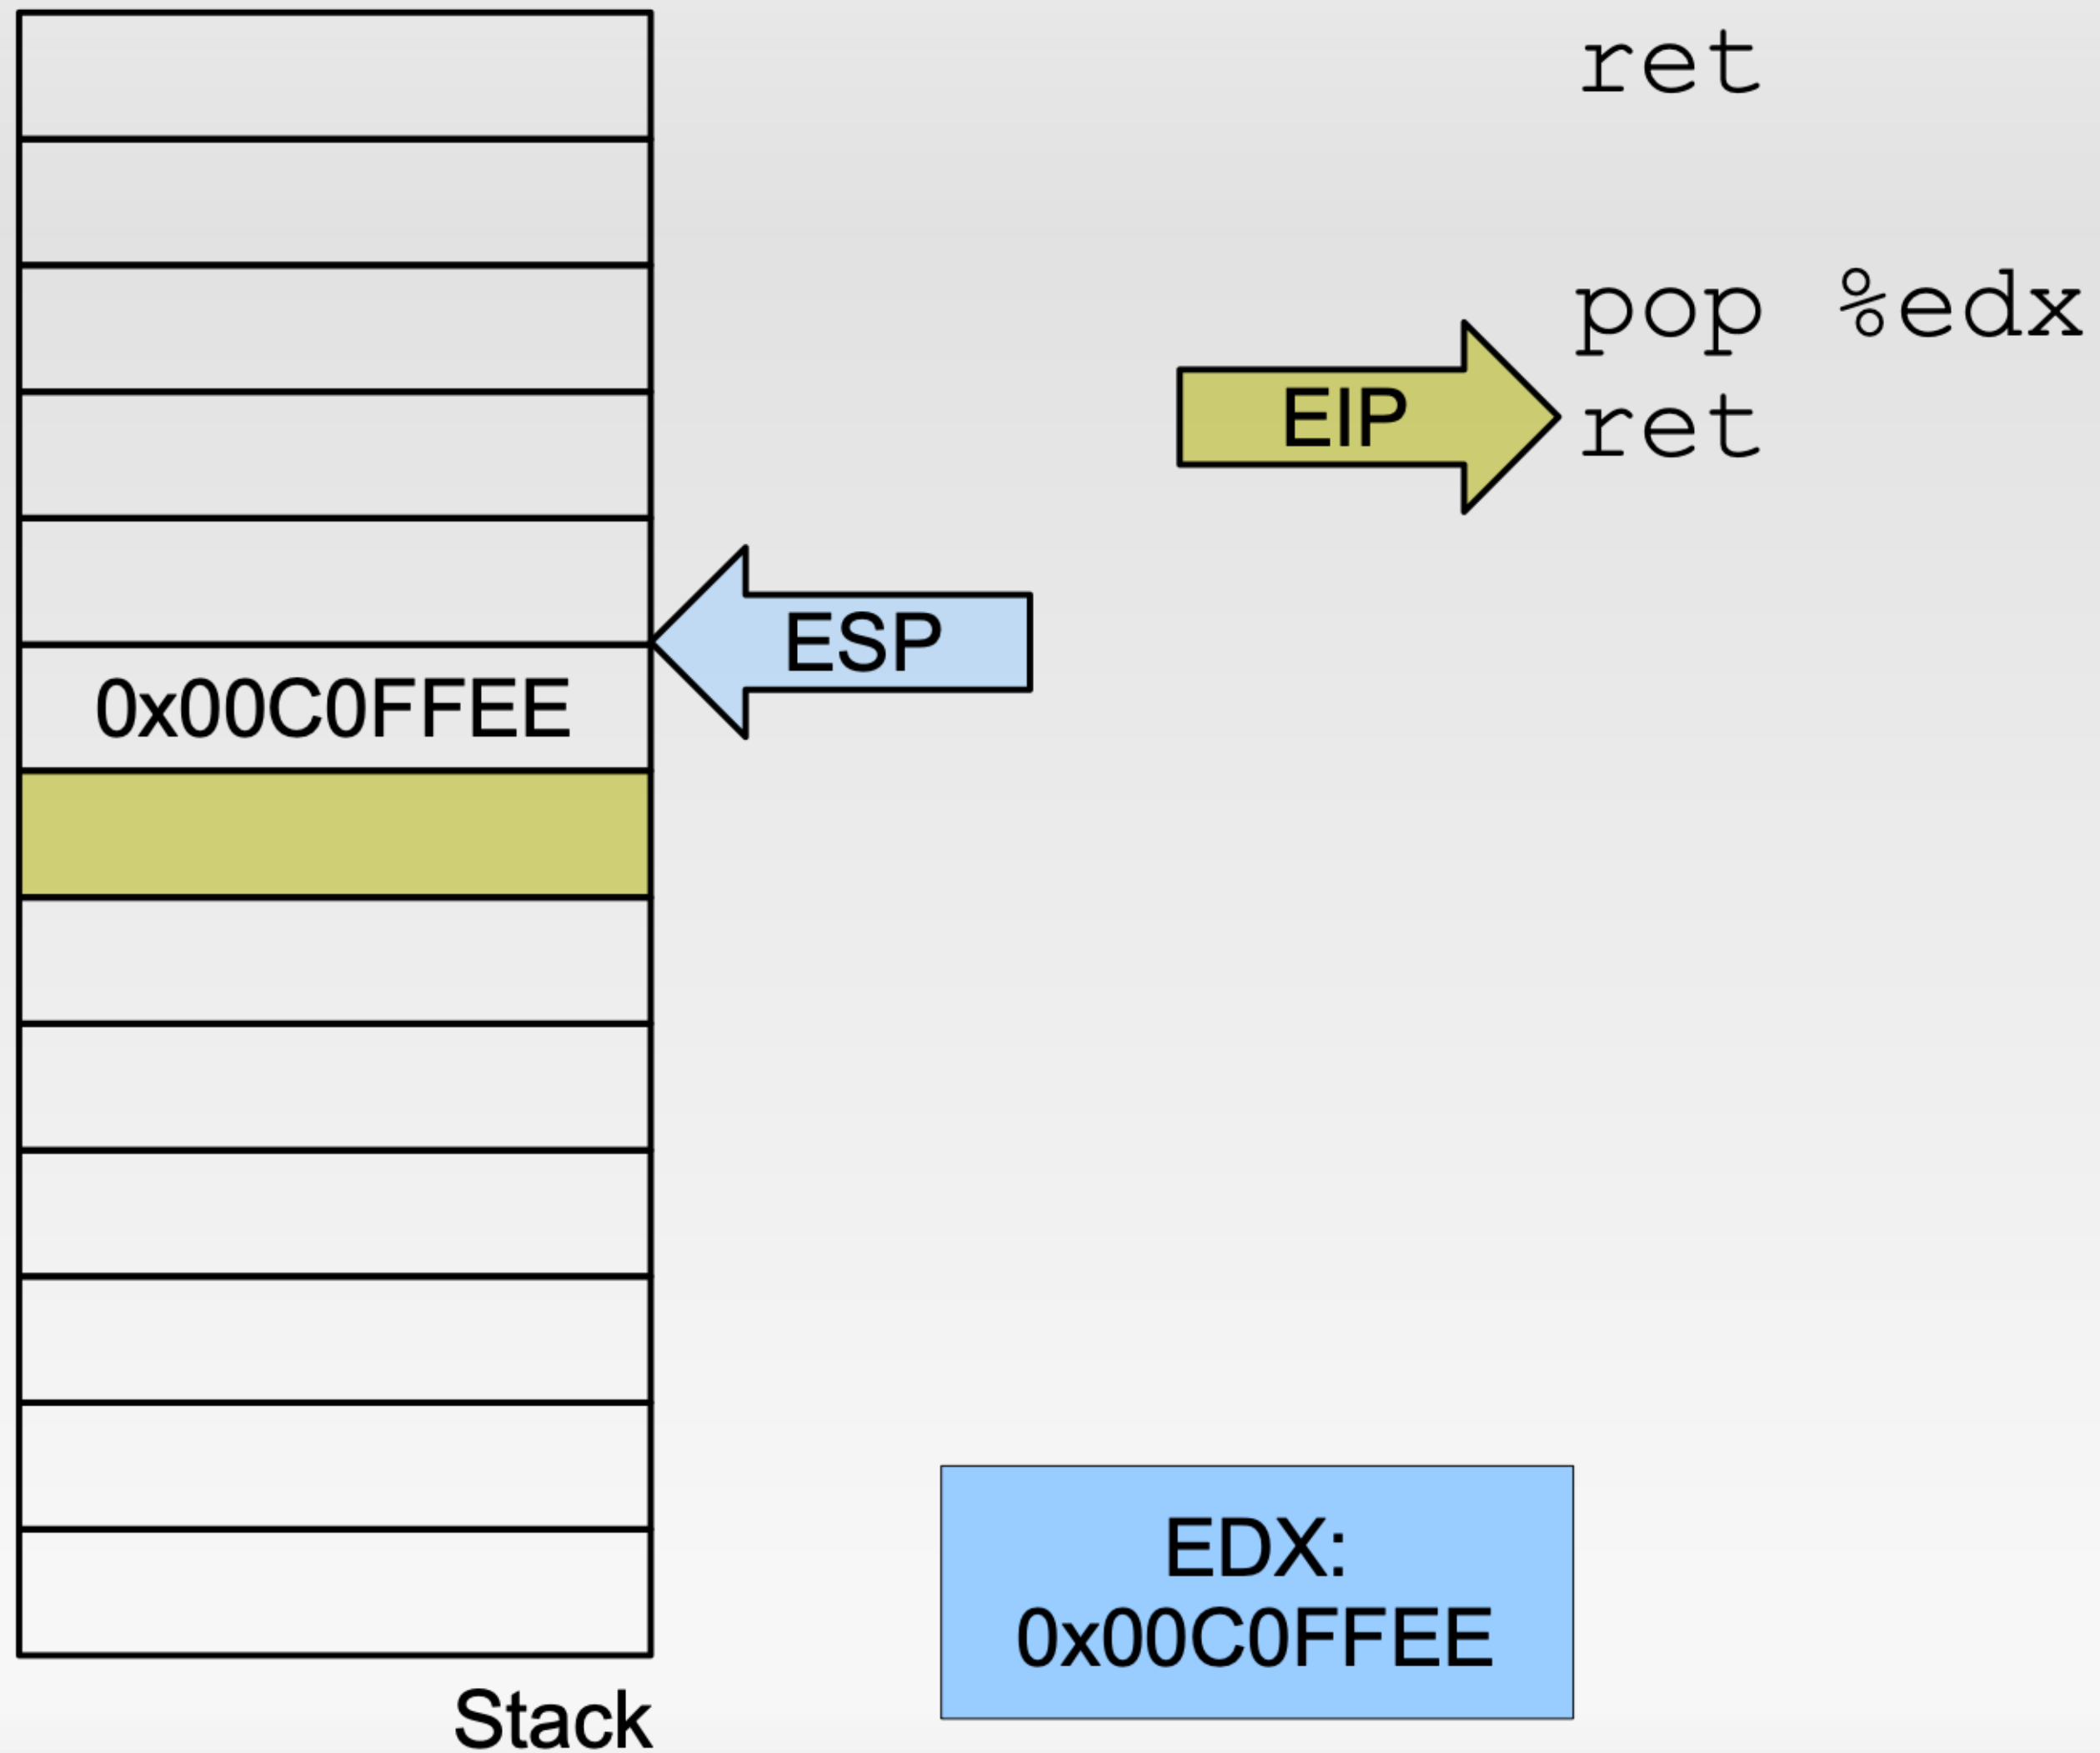 ret
pop %edx
EIP
ret
ESP
0x00C0FFEE
EDX:
0x00C0FFEE
Stack